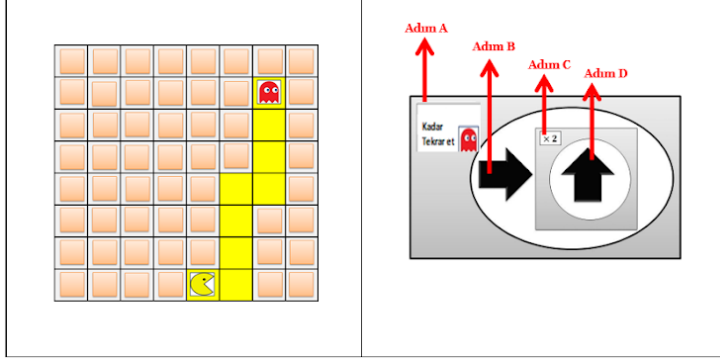 Adım A
Adım B
Adım C
Adım D
Kadar
Tekrar et
× 2